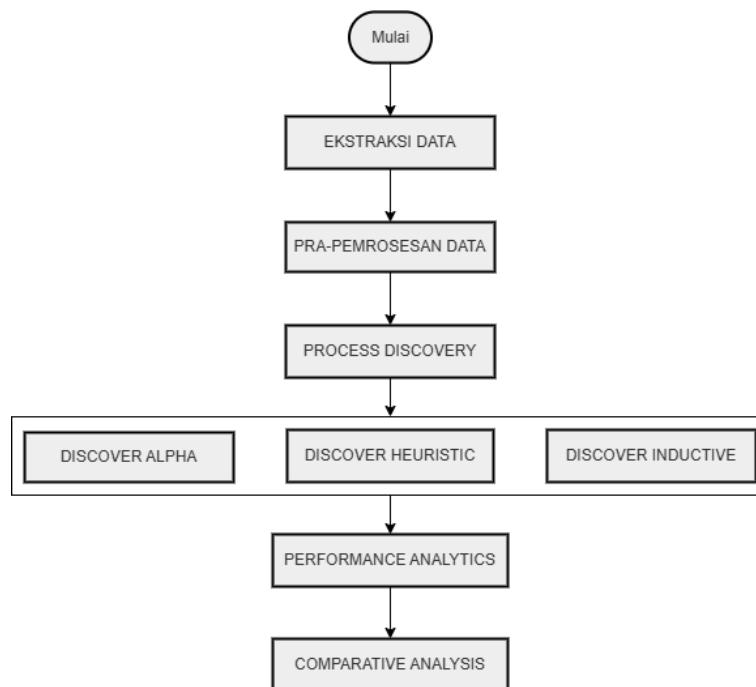 Mulai
EKSTRAKSI DATA
PRA-PEMROSESAN DATA
PROCESS DISCOVERY
DISCOVER ALPHA
DISCOVER HEURISTIC
DISCOVER INDUCTIVE
PERFORMANCE ANALYTICS
COMPARATIVE ANALYSIS